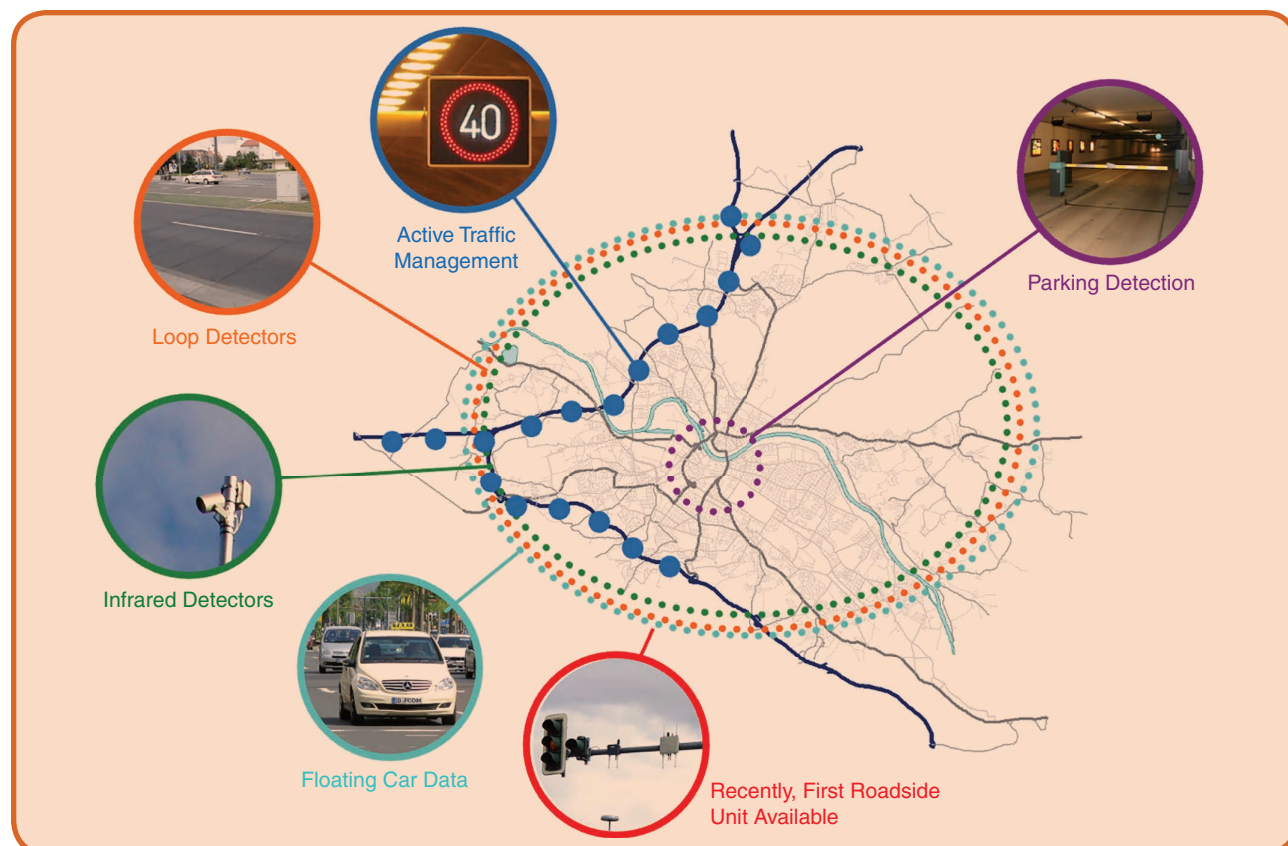 40
Active Traffic
Management
Parking Detection
Loop Detectors
Infrared Detectors
Floating Car Data
Recently, First Roadside
Unit Available